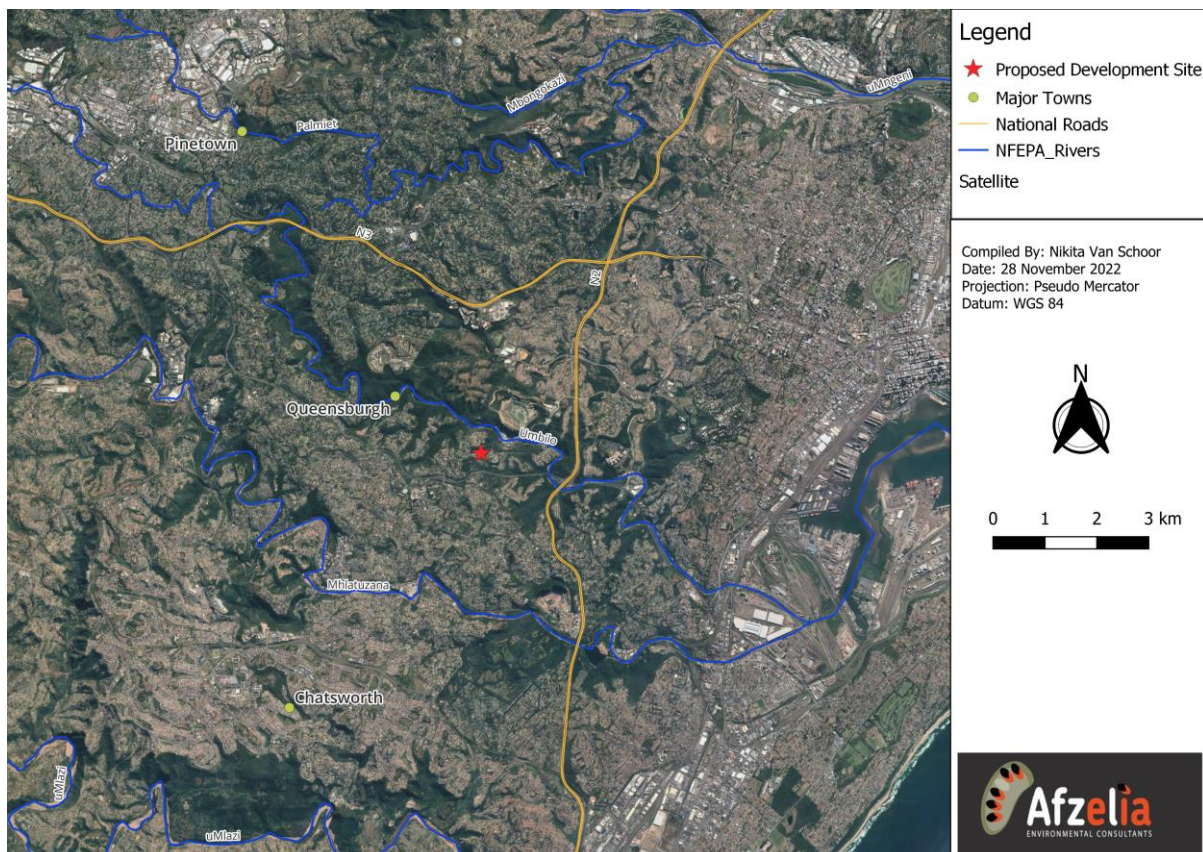 Mbongokazi
uMngeni
Palmiet
Pinetown
N3
N2
Queensburgh
Umbilo
Mhlatuzana
Chatsworth
uMlazi
uMlazi
Legend
Proposed Development Site
Major Towns
National Roads
NFEPA_Rivers
Satellite
Compiled By: Nikita Van Schoor
Date: 28 November 2022
Projection: Pseudo Mercator
Datum: WGS 84
N
0 1 2 3 km
Afzelia
ENVIRONMENTAL CONSULTANTS